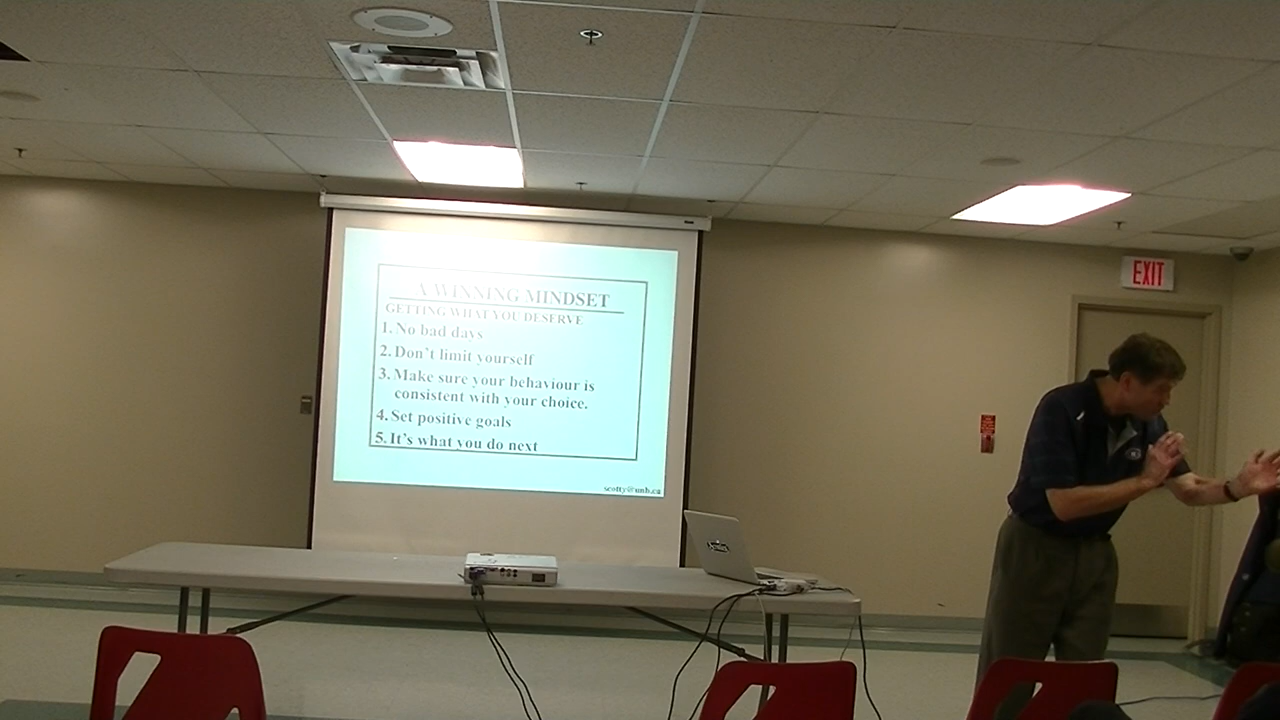 A WINNING MINDSET
GETTING WHAT YOU DESERVE
1. No bad days
2. Don't limit yourself
3. Make sure your behaviour is
consistent with your choice.
4. Set positive goals
5. It's what you do next
scotty@unb.ca
EXIT